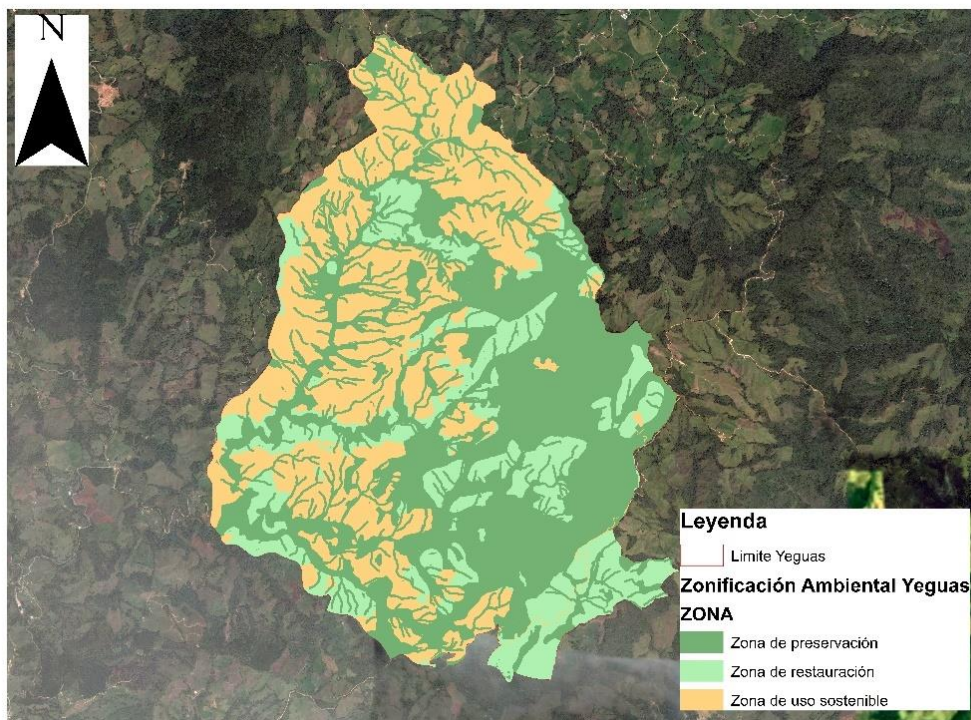 N
Leyenda
Limite Yeguas
Zonificación Ambiental Yeguas
ZONA
Zona de preservación
Zona de restauración
Zona de uso sostenible